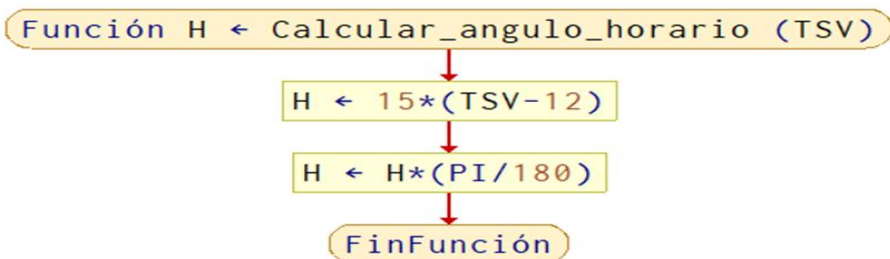 Función H ← Calcular_angulo_horario (TSV)
H ← 15*(TSV-12)
H ← H*(PI/180)
FinFunción